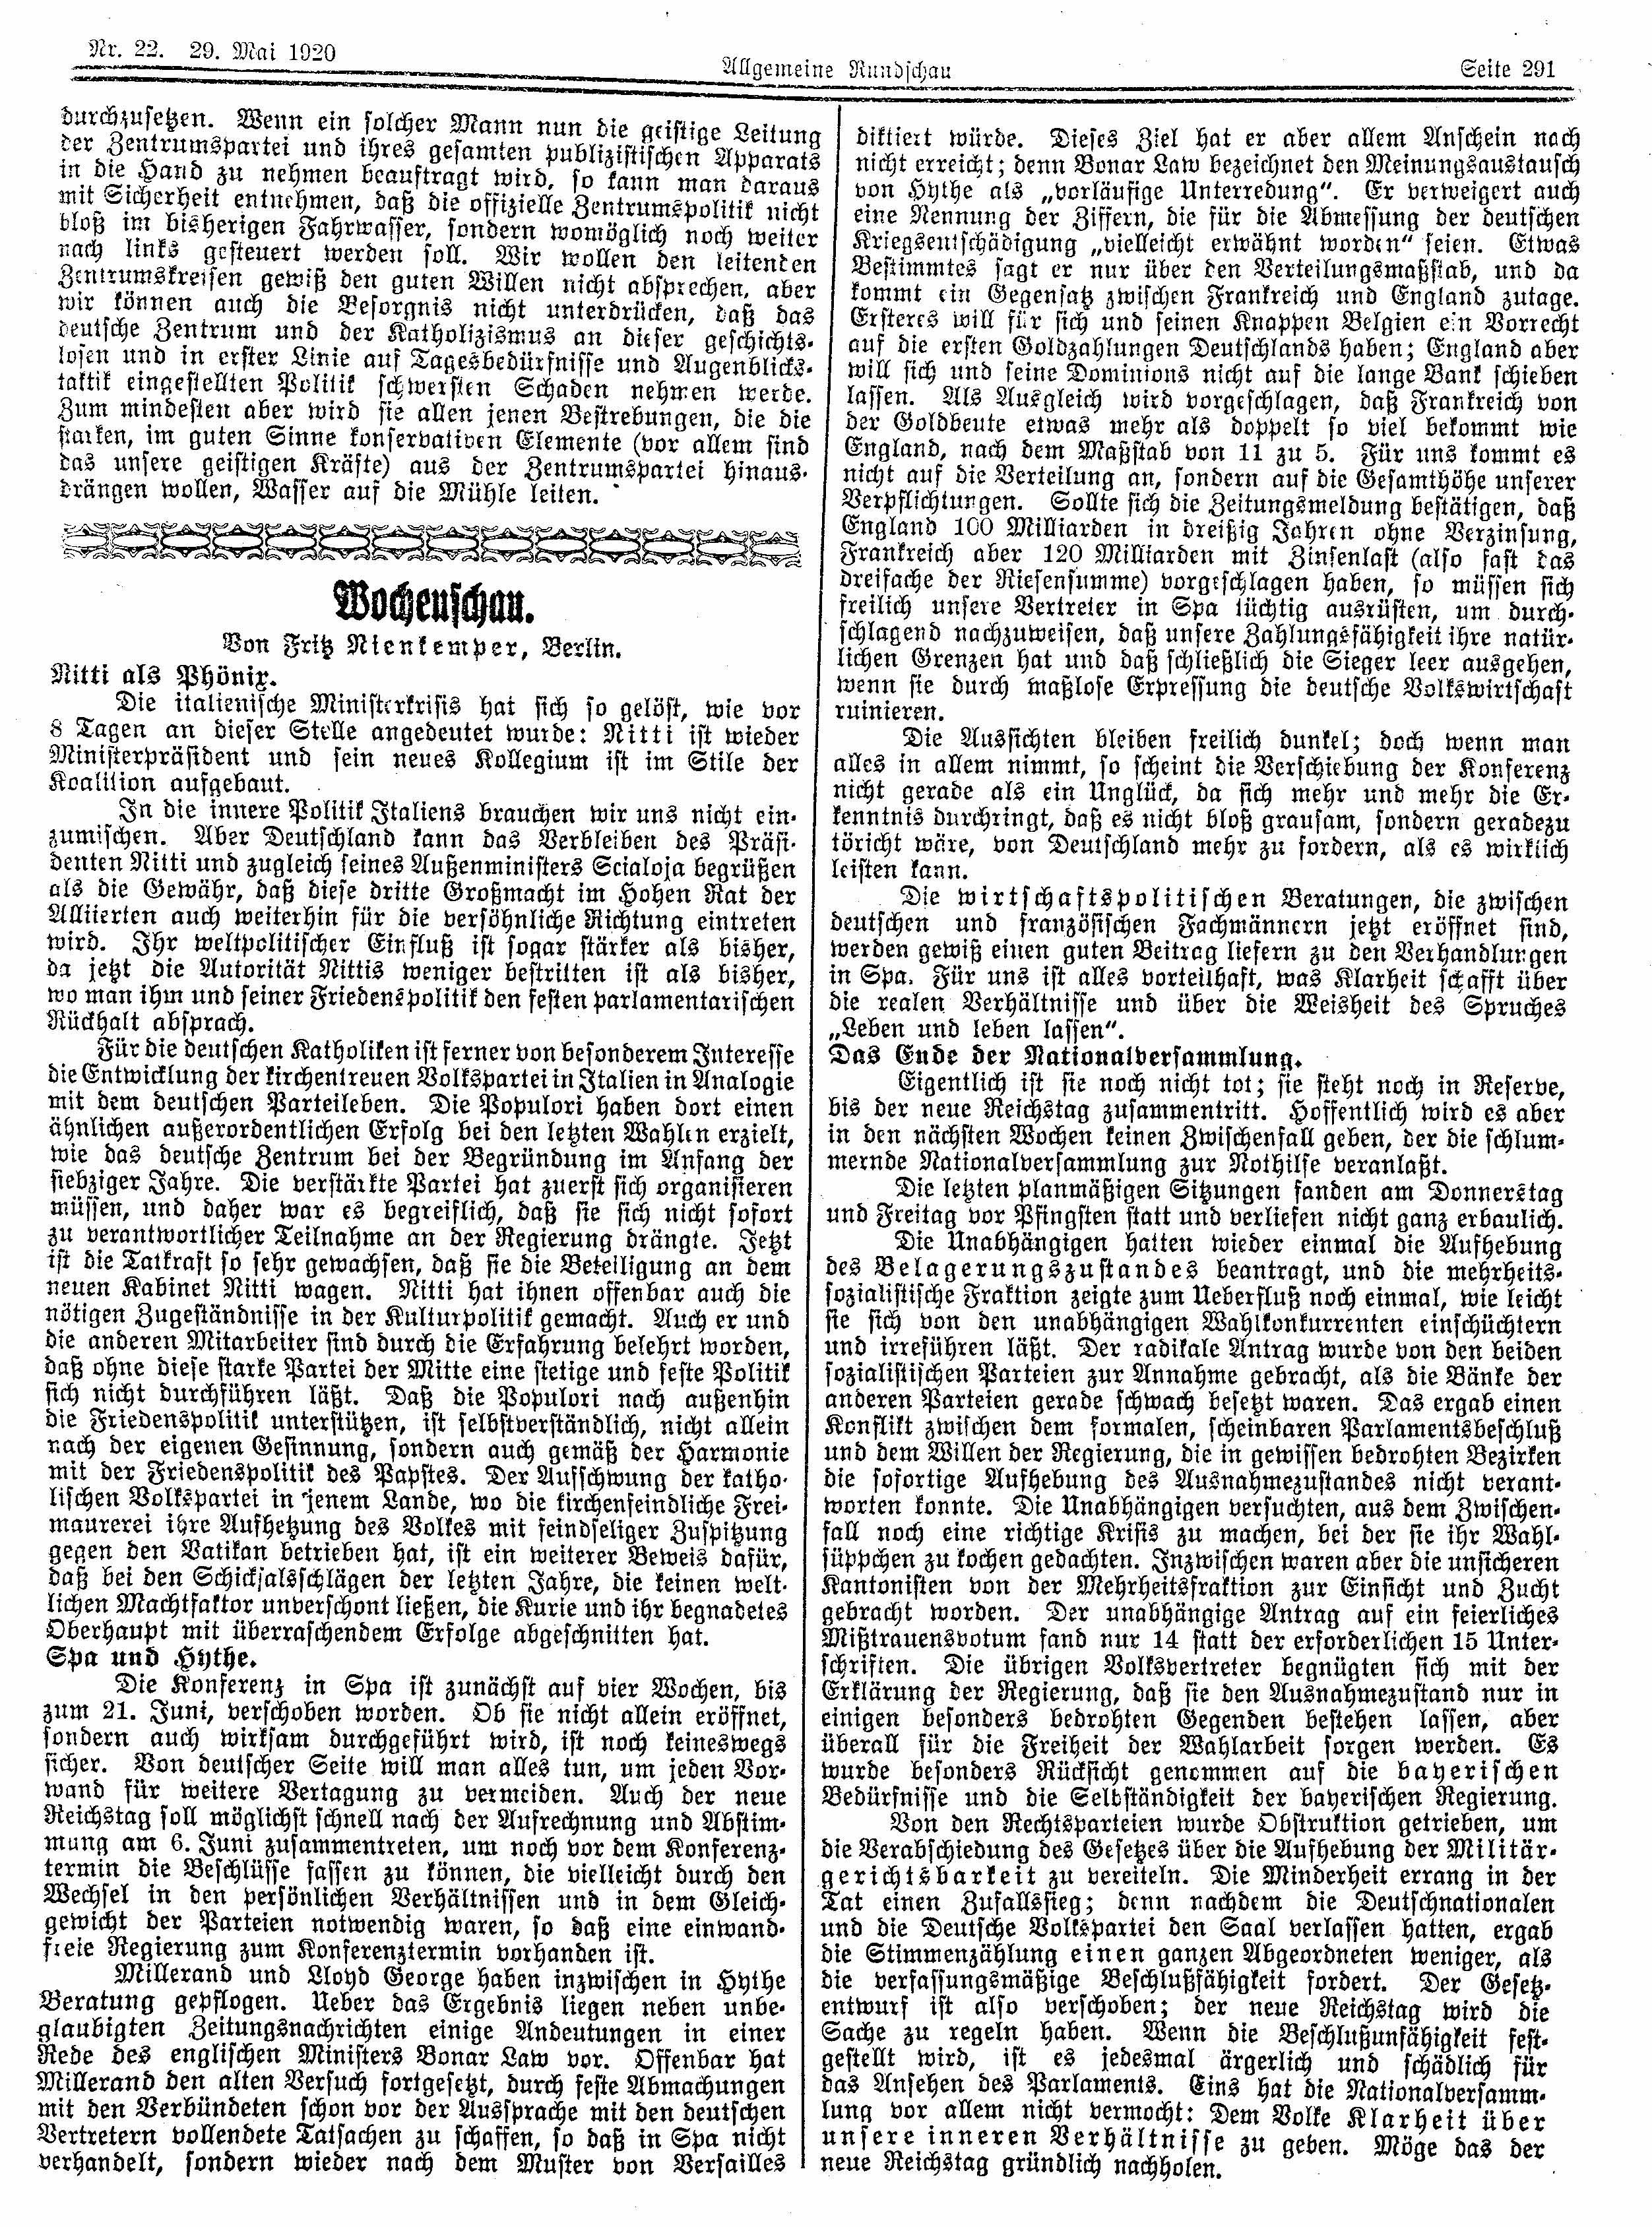 Nr. 22. 29. Mai 1920
Allgemeine Rundschau
Seite 291
durchzusetzen. Wenn ein solcher Mann nun die geistige Leitung
der Zentrumspartei und ihres gesamten publizistischen Apparats
in die Hand zu nehmen beauftragt wird, so kann man daraus
mit Sicherheit entnehmen, daß die offizielle Zentrumspolitik nicht
bloß im bisherigen Fahrwasser, sondern womöglich noch weiter
nach links gesteuert werden soll. Wir wollen den leitenden
Zentrumskreisen gewiß den guten Willen nicht absprechen, aber
wir können auch die Besorgnis nicht unterdrücken, daß das
deutsche Zentrum und der Katholizismus an dieser geschichts-
losen und in erster Linie auf Tagesbedürfnisse und Augenblicks-
taktik eingestellten Politik schwersten Schaden nehmen werde.
Zum mindesten aber wird sie allen jenen Bestrebungen, die die
starken, im guten Sinne konservativen Elemente (vor allem sind
das unsere geistigen Kräfte) aus der Zentrumspartei hinaus-
drängen wollen, Wasser auf die Mühle leiten.
Wochenschau.
Von Fritz Nienkemper, Berlin.
Nitti als Phönix.
Die italienische Ministerkrisis hat sich so gelöst, wie vor
8 Tagen an dieser Stelle angedeutet wurde: Nitti ist wieder
Ministerpräsident und sein neues Kollegium ist im Stile der
Koalition aufgebaut.
In die innere Politik Italiens brauchen wir uns nicht ein-
zumischen. Aber Deutschland kann das Verbleiben des Präsi-
denten Nitti und zugleich seines Außenministers Scialoja begrüßen
als die Gewähr, daß diese dritte Großmacht im Hohen Rat der
Alliierten auch weiterhin für die versöhnliche Richtung eintreten
wird. Ihr weltpolitischer Einfluß ist sogar stärker als bisher,
da jetzt die Autorität Nittis weniger bestritten ist als bisher,
wo man ihm und seiner Friedenspolitik den festen parlamentarischen
Rückhalt absprach.
Für die deutschen Katholiken ist ferner von besonderem Interesse
die Entwicklung der kirchentreuen Volkspartei in Italien in Analogie
mit dem deutschen Parteileben. Die Populori haben dort einen
ähnlichen außerordentlichen Erfolg bei den letzten Wahlen erzielt,
wie das deutsche Zentrum bei der Begründung im Anfang der
siebziger Jahre. Die verstärkte Partei hat zuerst sich organisieren
müssen, und daher war es begreiflich, daß sie sich nicht sofort
zu verantwortlicher Teilnahme an der Regierung drängte. Jetzt
ist die Tatkraft so sehr gewachsen, daß sie die Beteiligung an dem
neuen Kabinet Nitti wagen. Nitti hat ihnen offenbar auch die
nötigen Zugeständnisse in der Kulturpolitik gemacht. Auch er und
die anderen Mitarbeiter sind durch die Erfahrung belehrt worden,
daß ohne diese starke Partei der Mitte eine stetige und feste Politik
sich nicht durchführen läßt. Daß die Populori nach außenhin
die Friedenspolitik unterstützen, ist selbstverständlich, nicht allein
nach der eigenen Gesinnung, sondern auch gemäß der Harmonie
mit der Friedenspolitik des Papstes. Der Aufschwung der katho-
lischen Volkspartei in jenem Lande, wo die kirchenfeindliche Frei-
maurerei ihre Aufhetzung des Volkes mit feindseliger Zuspitzung
gegen den Vatikan betrieben hat, ist ein weiterer Beweis dafür,
daß bei den Schicksalsschlägen der letzten Jahre, die keinen welt-
lichen Machtfaktor unverschont ließen, die Kurie und ihr begnadetes
Oberhaupt mit überraschendem Erfolge abgeschnitten hat.
Spa und Hythe.
Die Konferenz in Spa ist zunächst auf vier Wochen, bis
zum 21. Juni, verschoben worden. Ob sie nicht allein eröffnet,
sondern auch wirksam durchgeführt wird, ist noch keineswegs
sicher. Von deutscher Seite will man alles tun, um jeden Vor-
wand für weitere Vertagung zu vermeiden. Auch der neue
Reichstag soll möglichst schnell nach der Aufrechnung und Abstim-
mung am 6. Juni zusammentreten, um noch vor dem Konferenz-
termin die Beschlüsse fassen zu können, die vielleicht durch den
Wechsel in den persönlichen Verhältnissen und in dem Gleich-
gewicht der Parteien notwendig waren, so daß eine einwand-
freie Regierung zum Konferenztermin vorhanden ist.
Millerand und Lloyd George haben inzwischen in Hythe
Beratung gepflogen. Ueber das Ergebnis liegen neben unbe-
glaubigten Zeitungsnachrichten einige Andeutungen in einer
Rede des englischen Ministers Bonar Law vor. Offenbar hat
Millerand den alten Versuch fortgesetzt, durch feste Abmachungen
mit den Verbündeten schon vor der Aussprache mit den deutschen
Vertretern vollendete Tatsachen zu schaffen, so daß in Spa nicht
verhandelt, sondern wieder nach dem Muster von Versailles
diktiert würde. Dieses Ziel hat er aber allem Anschein nach
nicht erreicht; denn Bonar Law bezeichnet den Meinungsaustausch
von Hythe als „vorläufige Unterredung“. Er verweigert auch
eine Nennung der Ziffern, die für die Abmessung der deutschen
Kriegsentschädigung „vielleicht erwähnt worden“ seien. Etwas
Bestimmtes sagt er nur über den Verteilungsmaßstab, und da
kommt ein Gegensatz zwischen Frankreich und England zutage.
Ersteres will für sich und seinen Knappen Belgien ein Vorrecht
auf die ersten Goldzahlungen Deutschlands haben; England aber
will sich und seine Dominions nicht auf die lange Bank schieben
lassen. Als Ausgleich wird vorgeschlagen, daß Frankreich von
der Goldbeute etwas mehr als doppelt so viel bekommt wie
England, nach dem Maßstab von 11 zu 5. Für uns kommt es
nicht auf die Verteilung an, sondern auf die Gesamthöhe unserer
Verpflichtungen. Sollte sich die Zeitungsmeldung bestätigen, daß
England 100 Milliarden in dreißig Jahren ohne Verzinsung,
Frankreich aber 120 Milliarden mit Zinsenlast (also fast das
dreifache der Riesensumme) vorgeschlagen haben, so müssen sich
freilich unsere Vertreter in Spa tüchtig ausrüsten, um durch-
schlagend nachzuweisen, daß unsere Zahlungsfähigkeit ihre natür-
lichen Grenzen hat und daß schließlich die Sieger leer ausgehen,
wenn sie durch maßlose Erpressung die deutsche Volkswirtschaft
ruinieren.
Die Aussichten bleiben freilich dunkel; doch wenn man
alles in allem nimmt, so scheint die Verschiebung der Konferenz
nicht gerade als ein Unglück, da sich mehr und mehr die Er-
kenntnis durchringt, daß es nicht bloß grausam, sondern geradezu
töricht wäre, von Deutschland mehr zu fordern, als es wirklich
leisten kann.
Die wirtschaftspolitischen Beratungen, die zwischen
deutschen und französischen Fachmännern jetzt eröffnet sind,
werden gewiß einen guten Beitrag liefern zu den Verhandlungen
in Spa. Für uns ist alles vorteilhaft, was Klarheit schafft über
die realen Verhältnisse und über die Weisheit des Spruches
„Leben und leben lassen“.
Das Ende der Nationalversammlung.
Eigentlich ist sie noch nicht tot; sie steht noch in Reserve,
bis der neue Reichstag zusammentritt. Hoffentlich wird es aber
in den nächsten Wochen keinen Zwischenfall geben, der die schlum-
mernde Nationalversammlung zur Nothilfe veranlaßt.
Die letzten planmäßigen Sitzungen fanden am Donnerstag
und Freitag vor Pfingsten statt und verliefen nicht ganz erbaulich.
Die Unabhängigen hatten wieder einmal die Aufhebung
des Belagerungszustandes beantragt, und die mehrheits-
sozialistische Fraktion zeigte zum Ueberfluß noch einmal, wie leicht
sie sich von den unabhängigen Wahlkonkurrenten einschüchtern
und irreführen läßt. Der radikale Antrag wurde von den beiden
sozialistischen Parteien zur Annahme gebracht, als die Bänke der
anderen Parteien gerade schwach besetzt waren. Das ergab einen
Konflikt zwischen dem formalen, scheinbaren Parlamentsbeschluß
und dem Willen der Regierung, die in gewissen bedrohten Bezirken
die sofortige Aufhebung des Ausnahmezustandes nicht verant-
worten konnte. Die Unabhängigen versuchten, aus dem Zwischen-
fall noch eine richtige Krisis zu machen, bei der sie ihr Wahl-
süppchen zu kochen gedachten. Inzwischen waren aber die unsicheren
Kantonisten von der Mehrheitsfraktion zur Einsicht und Zucht
gebracht worden. Der unabhängige Antrag auf ein feierliches
Mißtrauensvotum fand nur 14 statt der erforderlichen 15 Unter-
schriften. Die übrigen Volksvertreter begnügten sich mit der
Erklärung der Regierung, daß sie den Ausnahmezustand nur in
einigen besonders bedrohten Gegenden bestehen lassen, aber
überall für die Freiheit der Wahlarbeit sorgen werden. Es
wurde besonders Rücksicht genommen auf die bayerischen
Bedürfnisse und die Selbständigkeit der bayerischen Regierung.
Von den Rechtsparteien wurde Obstruktion getrieben, um
die Verabschiedung des Gesetzes über die Aufhebung der Militär-
gerichtsbarkeit zu vereiteln. Die Minderheit errang in der
Tat einen Zufallssieg; denn nachdem die Deutschnationalen
und die Deutsche Volkspartei den Saal verlassen hatten, ergab
die Stimmenzählung einen ganzen Abgeordneten weniger, als
die verfassungsmäßige Beschlußfähigkeit fordert. Der Gesetz-
entwurf ist also verschoben; der neue Reichstag wird die
Sache zu regeln haben. Wenn die Beschlußunfähigkeit fest-
gestellt wird, ist es jedesmal ärgerlich und schädlich für
das Ansehen des Parlaments. Eins hat die Nationalversamm-
lung vor allem nicht vermocht: Dem Volke Klarheit über
unsere inneren Verhältnisse zu geben. Möge das der
neue Reichstag gründlich nachholen.